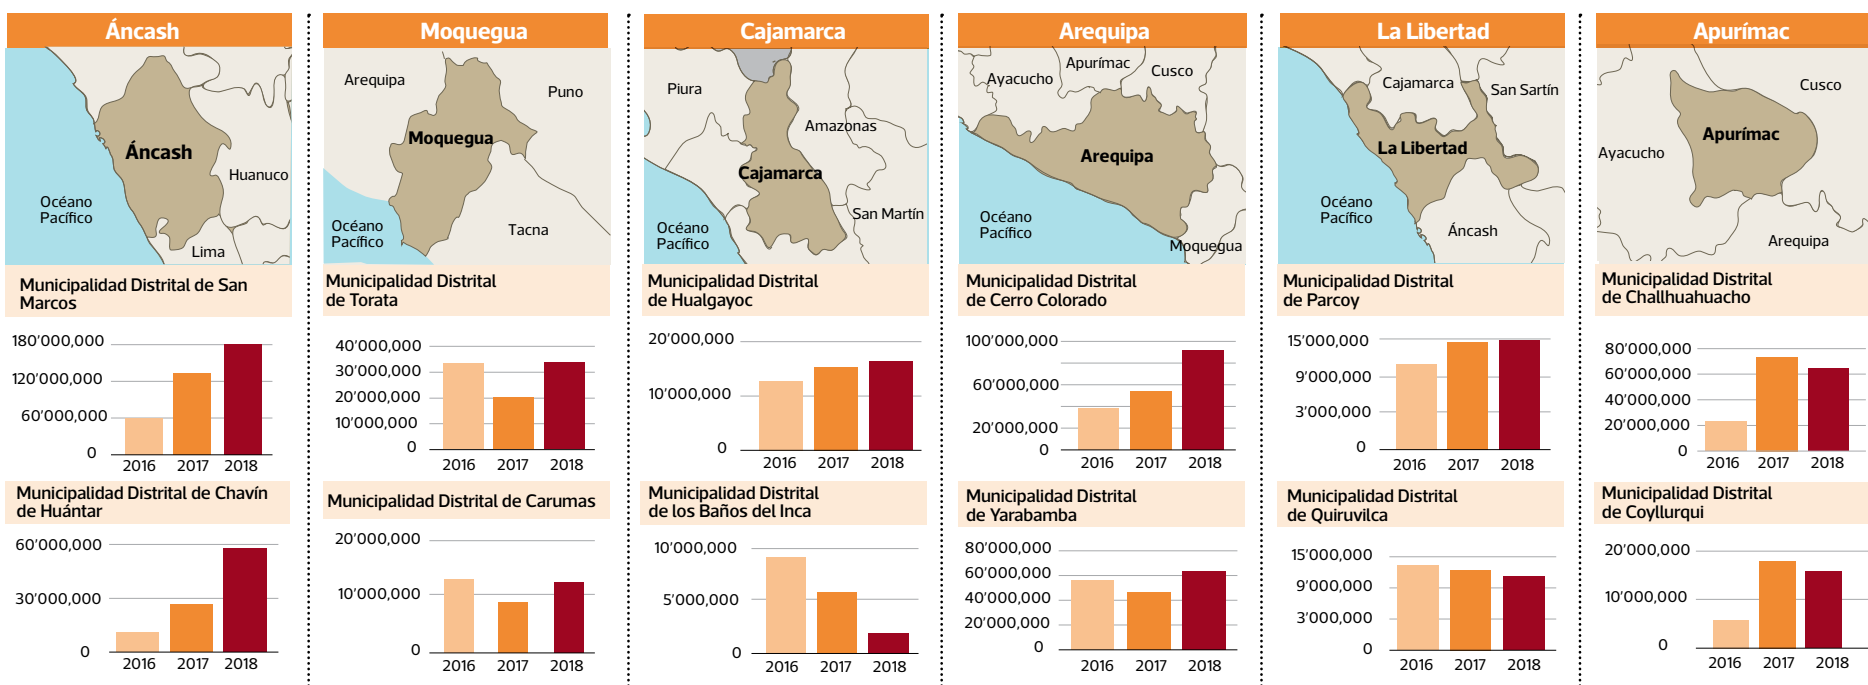 Áncash
Áncash
Huanuco
Océano
Pacífico
Lima
Municipalidad Distrital de San
Marcos
180’000,000
120’000,000
60’000,000
0
2016
2017
2018
Municipalidad Distrital de Chavín
de Huántar
60’000,000
30’000,000
0
2016
2017
2018
Moquegua
Arequipa
Puno
Moquegua
Océano
Pacífico
Tacna
Municipalidad Distrital
de Torata
40’000,000
30’000,000
20’000,000
10’000,000
0
2016
2017
2018
Municipalidad Distrital de Carumas
20’000,000
10’000,000
0
2016
2017
2018
Cajamarca
Piura
Amazonas
Cajamarca
San Martín
Océano
Pacífico
Municipalidad Distrital
de Hualgayoc
20’000,000
10’000,000
0
2016
2017
2018
Municipalidad Distrital
de los Baños del Inca
10’000,000
5’000,000
0
2016
2017
2018
Arequipa
Ayacucho
Apurímac
Cusco
Arequipa
Océano
Pacífico
Moquegua
Municipalidad Distrital
de Cerro Colorado
100’000,000
60’000,000
20’000,000
0
2016
2017
2018
Municipalidad Distrital
de Yarabamba
80’000,000
60’000,000
40’000,000
20’000,000
0
2016
2017
2018
La Libertad
Cajamarca
San Sartín
La Libertad
Océano
Pacífico
Áncash
Municipalidad Distrital
de Parcoy
15’000,000
9’000,000
3’000,000
0
2016
2017
2018
Municipalidad Distrital
de Quiruvilca
15’000,000
9’000,000
3’000,000
0
2016
2017
2018
Apurímac
Cusco
Apurímac
Ayacucho
Arequipa
Municipalidad Distrital
de Challhuahuacho
80’000,000
60’000,000
40’000,000
20’000,000
0
2016
2017
2018
Municipalidad Distrital
de Coyllurqui
20’000,000
10’000,000
0
2016
2017
2018